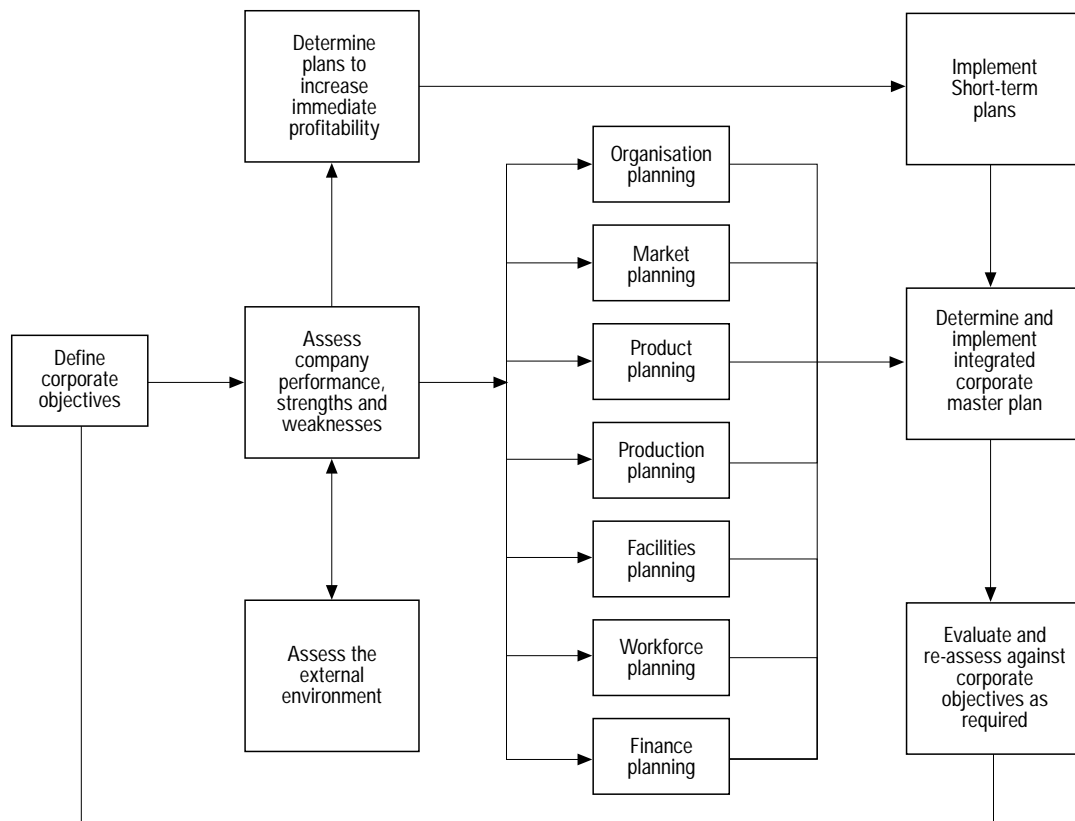 Determine
plans to
increase
immediate
profitability
Implement
Short-term
plans
Organisation
planning
Market
planning
Define
corporate
objectives
Assess
company
performance,
strengths and
weaknesses
Product
planning
Determine and
implement
integrated
corporate
master plan
Production
planning
Facilities
planning
Assess the
external
environment
Workforce
planning
Evaluate and
re-assess against
corporate
objectives as
required
Finance
planning